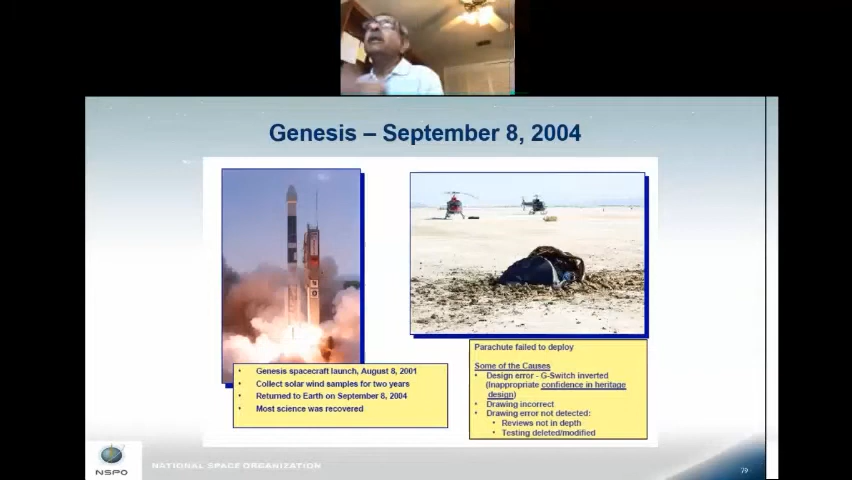 Genesis – September 8, 2004
• Genesis spacecraft launch, August 8, 2001
• Collect solar wind samples for two years
• Returned to Earth on September 8, 2004
• Most science was recovered
Parachute failed to deploy
Some of the Causes
• Design error - G-Switch inverted
(Inappropriate confidence in heritage
design)
• Drawing incorrect
• Drawing error not detected:
• Reviews not in depth
• Testing deleted/modified
NSPO
NATIONAL SPACE ORGANIZATION
79